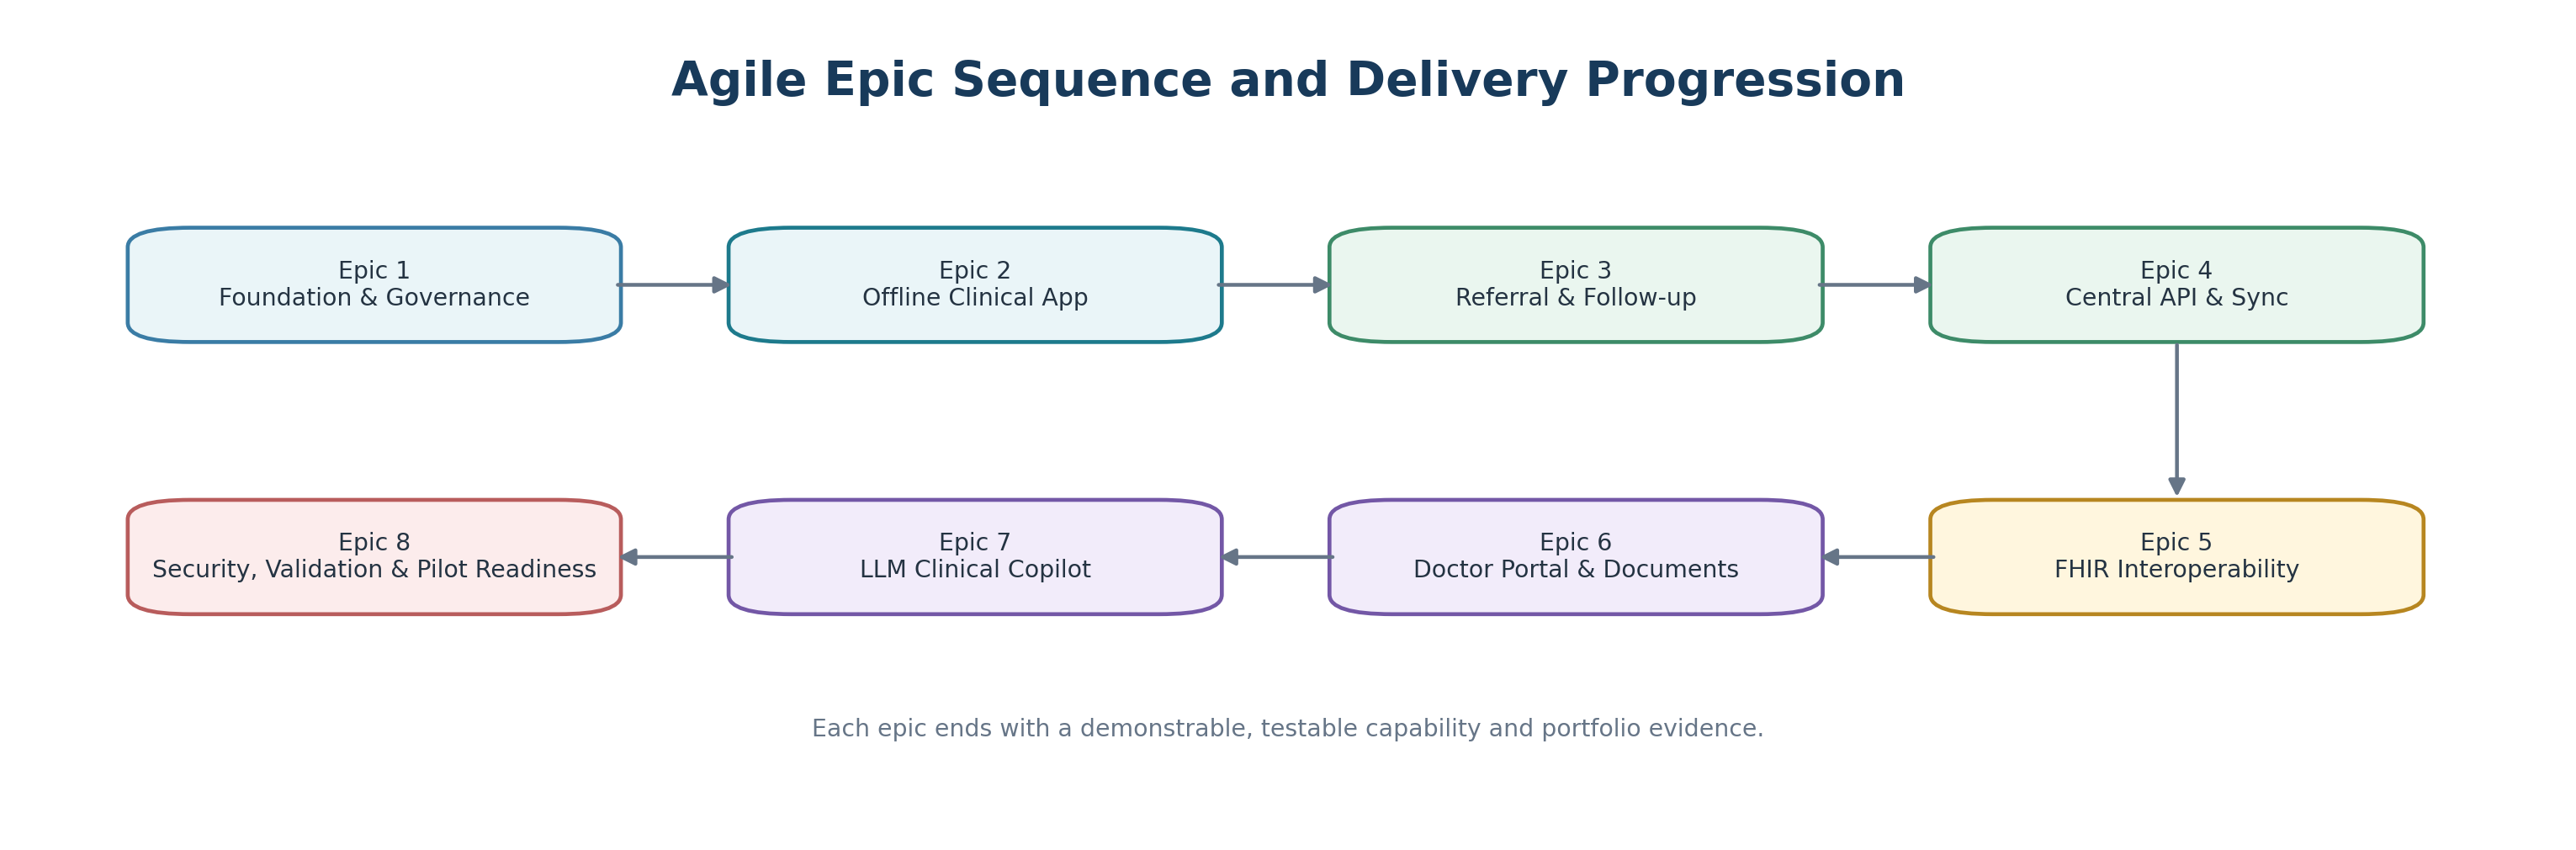 Agile Epic Sequence and Delivery Progression
Epic 1
Foundation & Governance
Epic 2
Offline Clinical App
Epic 3
Referral & Follow-up
Epic 4
Central API & Sync
Epic 5
FHIR Interoperability
Epic 6
Doctor Portal & Documents
Epic 7
LLM Clinical Copilot
Epic 8
Security, Validation & Pilot Readiness
Each epic ends with a demonstrable, testable capability and portfolio evidence.